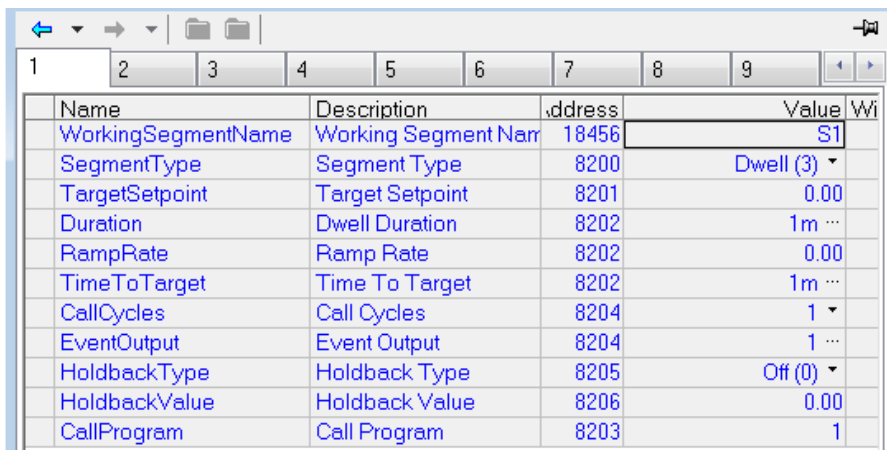 1 2 3 4 5 6 7 8 9
Name Description ddress Value Wi
WorkingSegmentName Working Segment Nam 18456 S1
SegmentType Segment Type 8200 Dwell (3)
TargetSetpoint Target Setpoint 8201 0.00
Duration Dwell Duration 8202 1m ...
RampRate Ramp Rate 8202 0.00
TimeToTarget Time To Target 8202 1m ...
CallCycles Call Cycles 8204 1
EventOutput Event Output 8204 1 ...
HoldbackType Holdback Type 8205 Off (0)
HoldbackValue Holdback Value 8206 0.00
CallProgram Call Program 8203 1